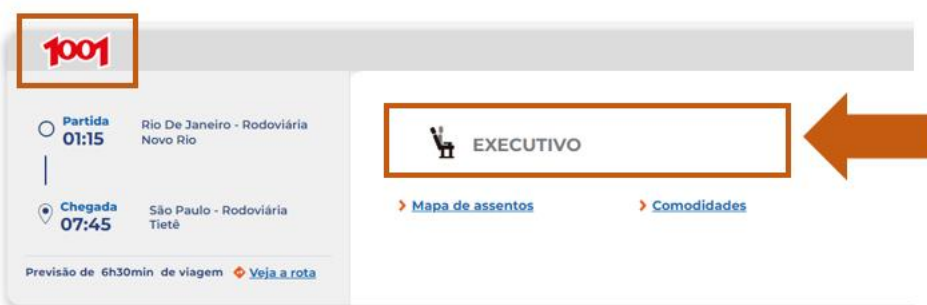 1001
Partida
01:15
Rio De Janeiro - Rodoviária
Novo Rio
Chegada
07:45
São Paulo - Rodoviária
Tietê
Previsão de 6h30min de viagem Veja a rota
EXECUTIVO
Mapa de assentos
Comodidades